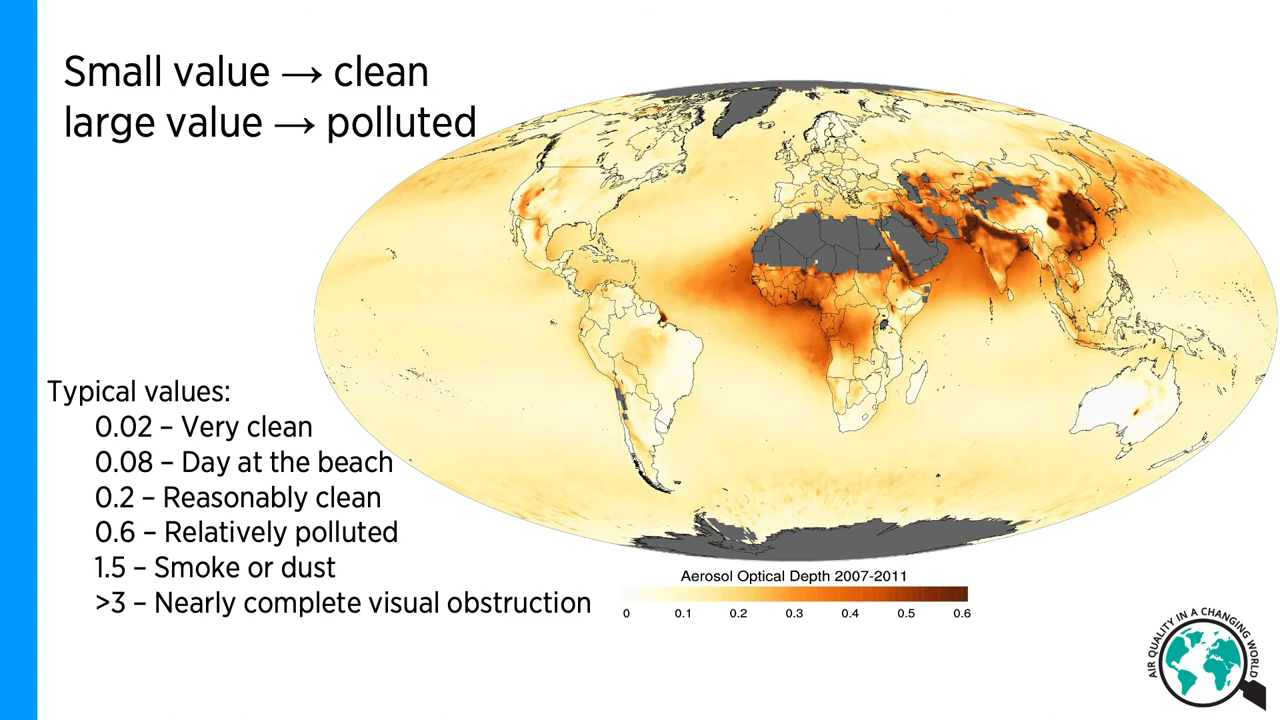 Small value → clean
large value → polluted
Typical values:
0.02 – Very clean
0.08 – Day at the beach
0.2 – Reasonably clean
0.6 – Relatively polluted
1.5 – Smoke or dust
>3 – Nearly complete visual obstruction
Aerosol Optical Depth 2007-2011
0 0.1 0.2 0.3 0.4 0.5 0.6
AIR QUALITY IN A CHANGING WORLD